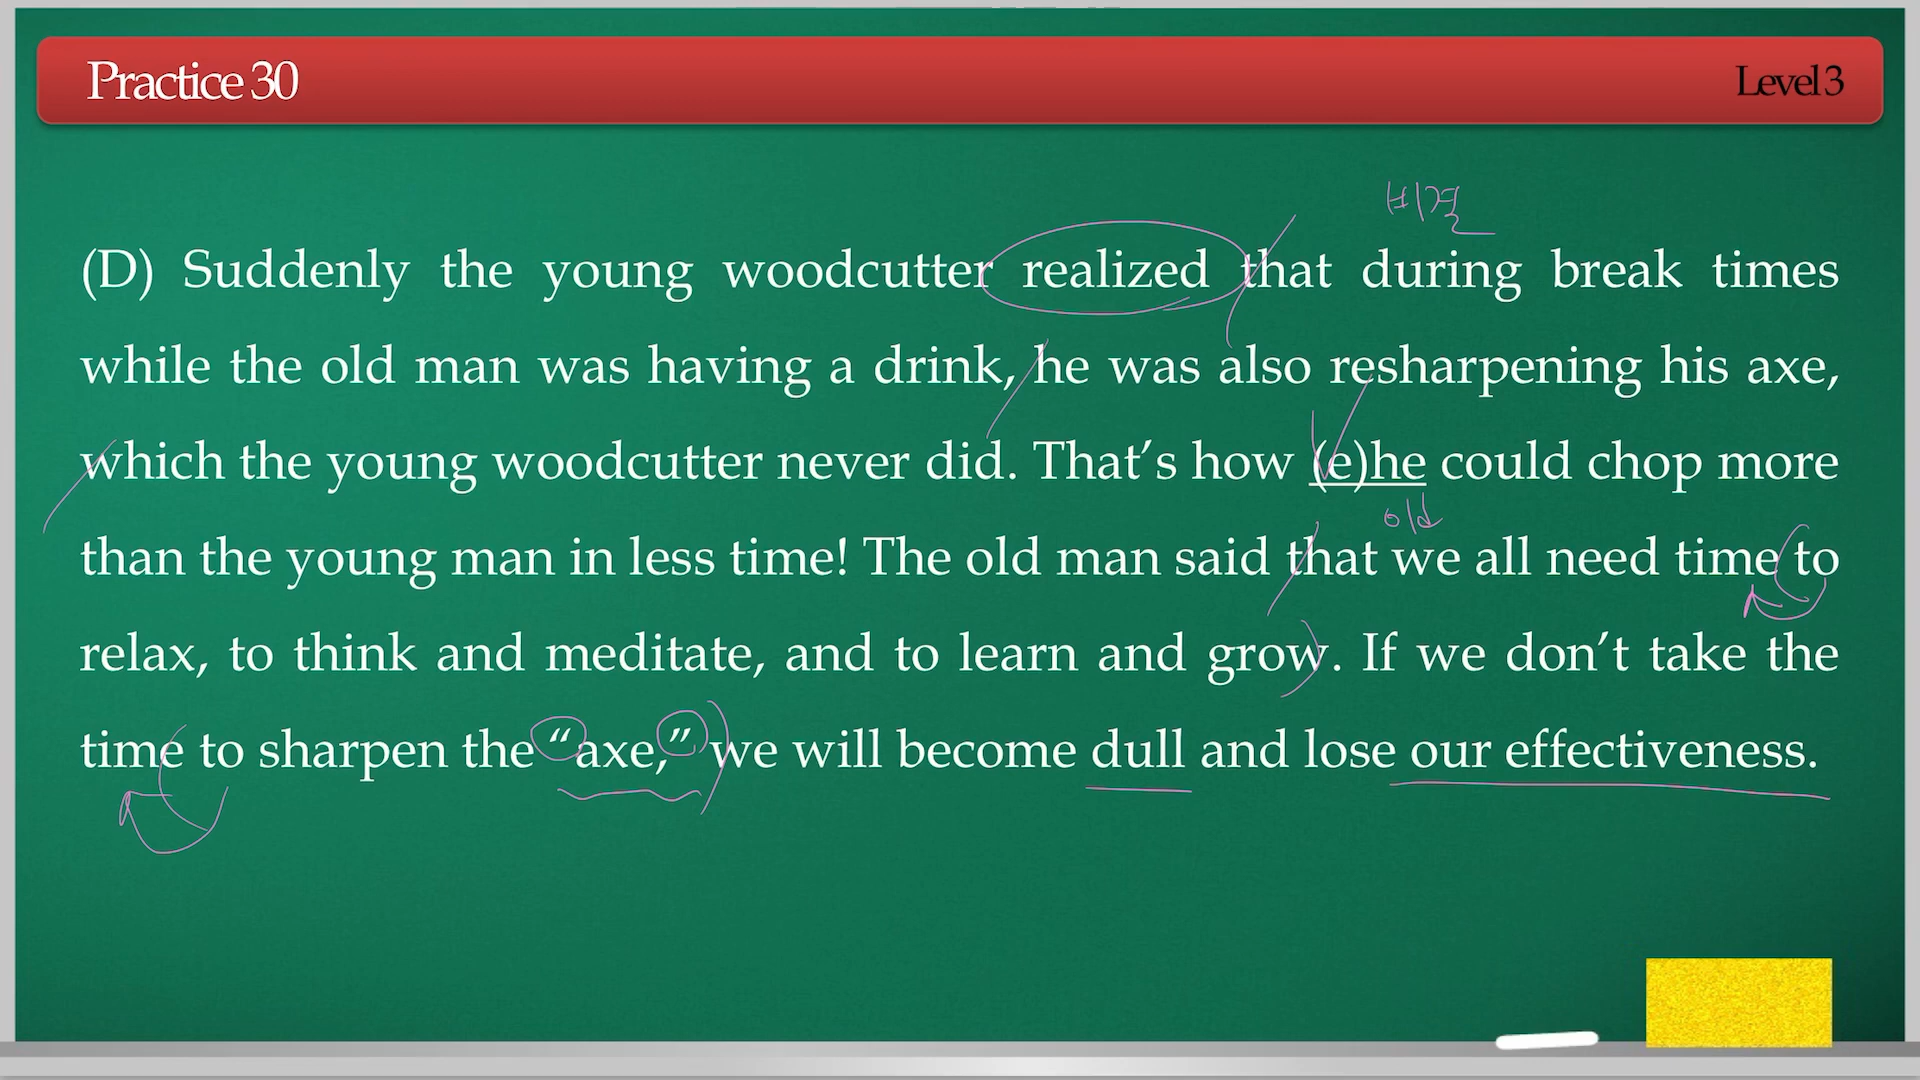 Practice 30
Level 3
비결
(D) Suddenly the young woodcutter realized that during break times
while the old man was having a drink, he was also resharpening his axe,
which the young woodcutter never did. That’s how (e)he could chop more
old
than the young man in less time! The old man said that we all need time to
relax, to think and meditate, and to learn and grow. If we don’t take the
time to sharpen the “axe,” we will become dull and lose our effectiveness.